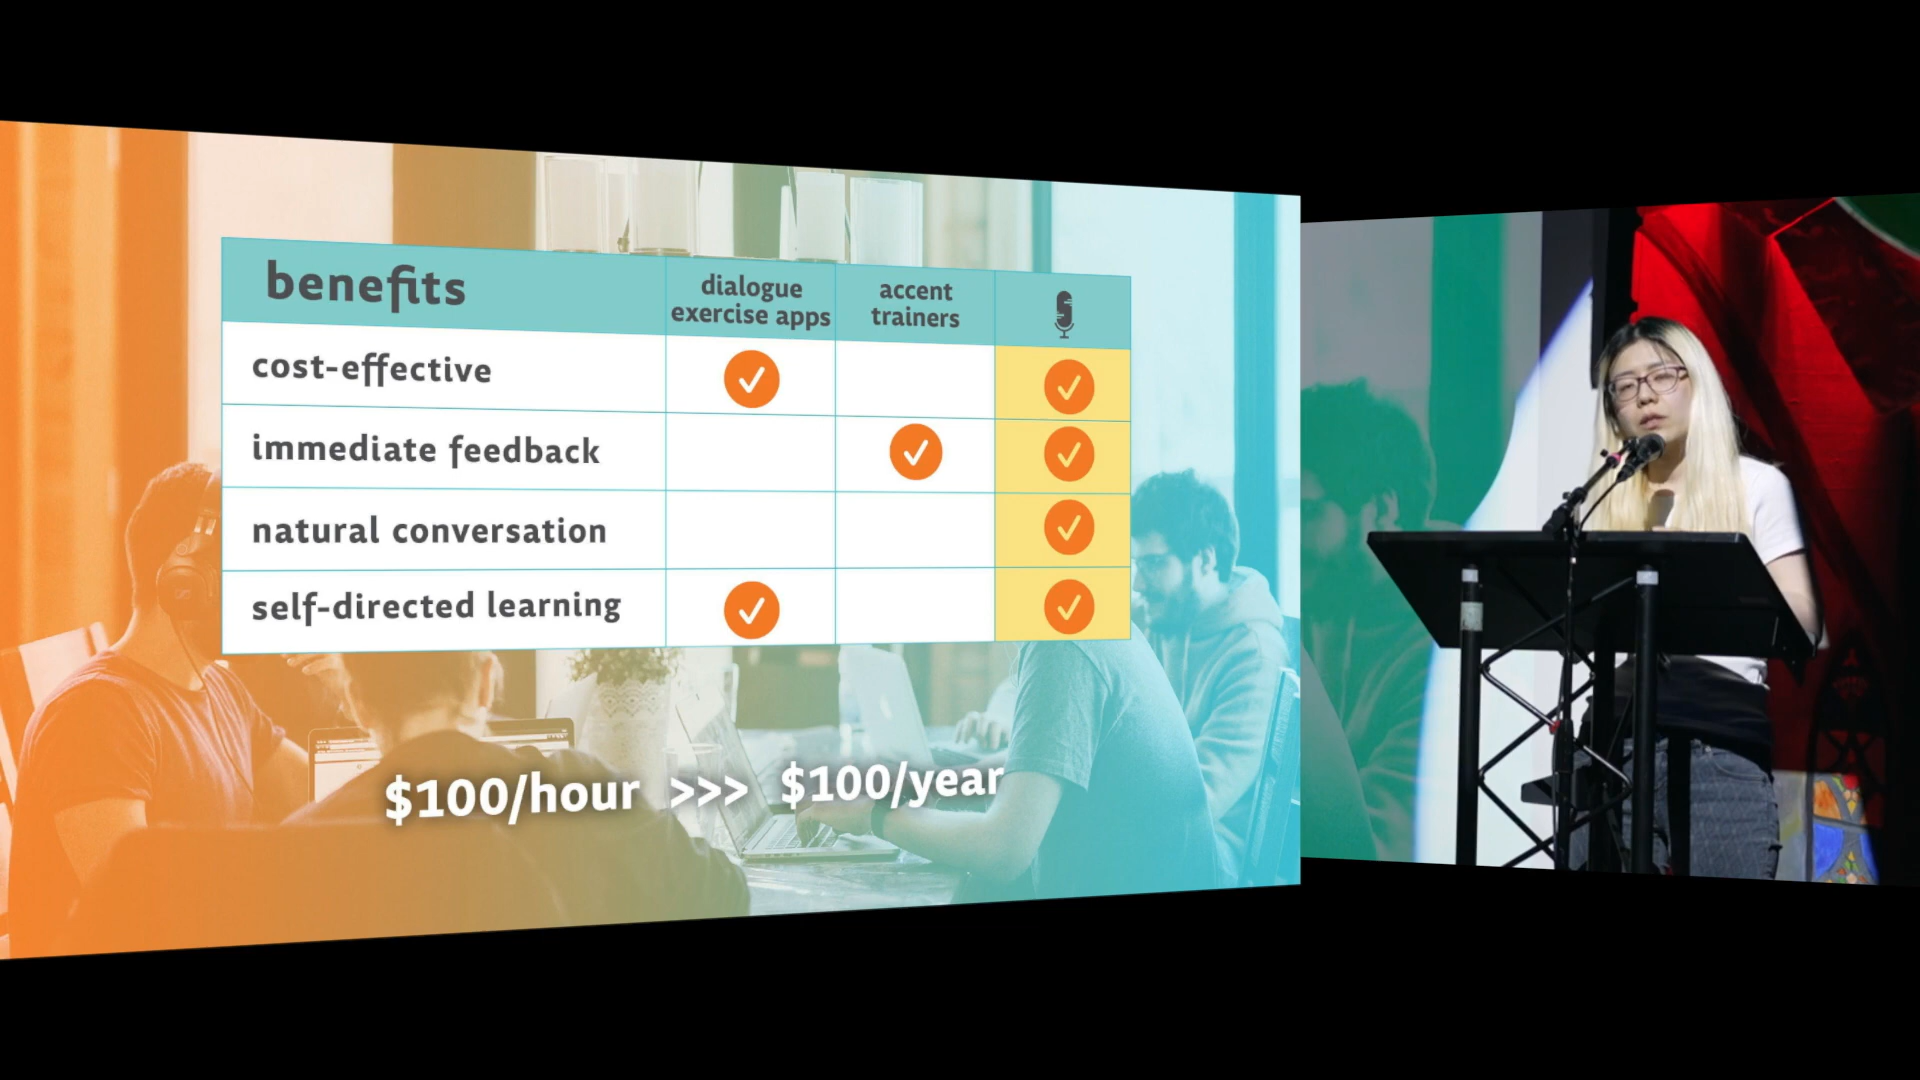 benefits
dialogue
exercise apps
accent
trainers
cost-effective
immediate feedback
natural conversation
self-directed learning
$100/hour >>> $100/year